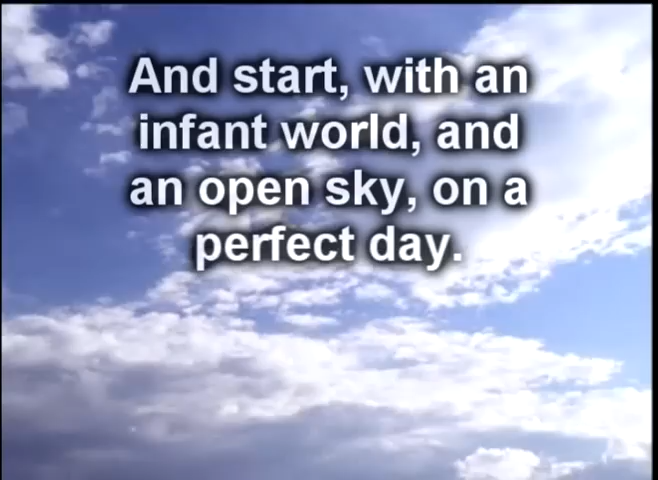 And start, with an
infant world, and
an open sky, on a
perfect day.